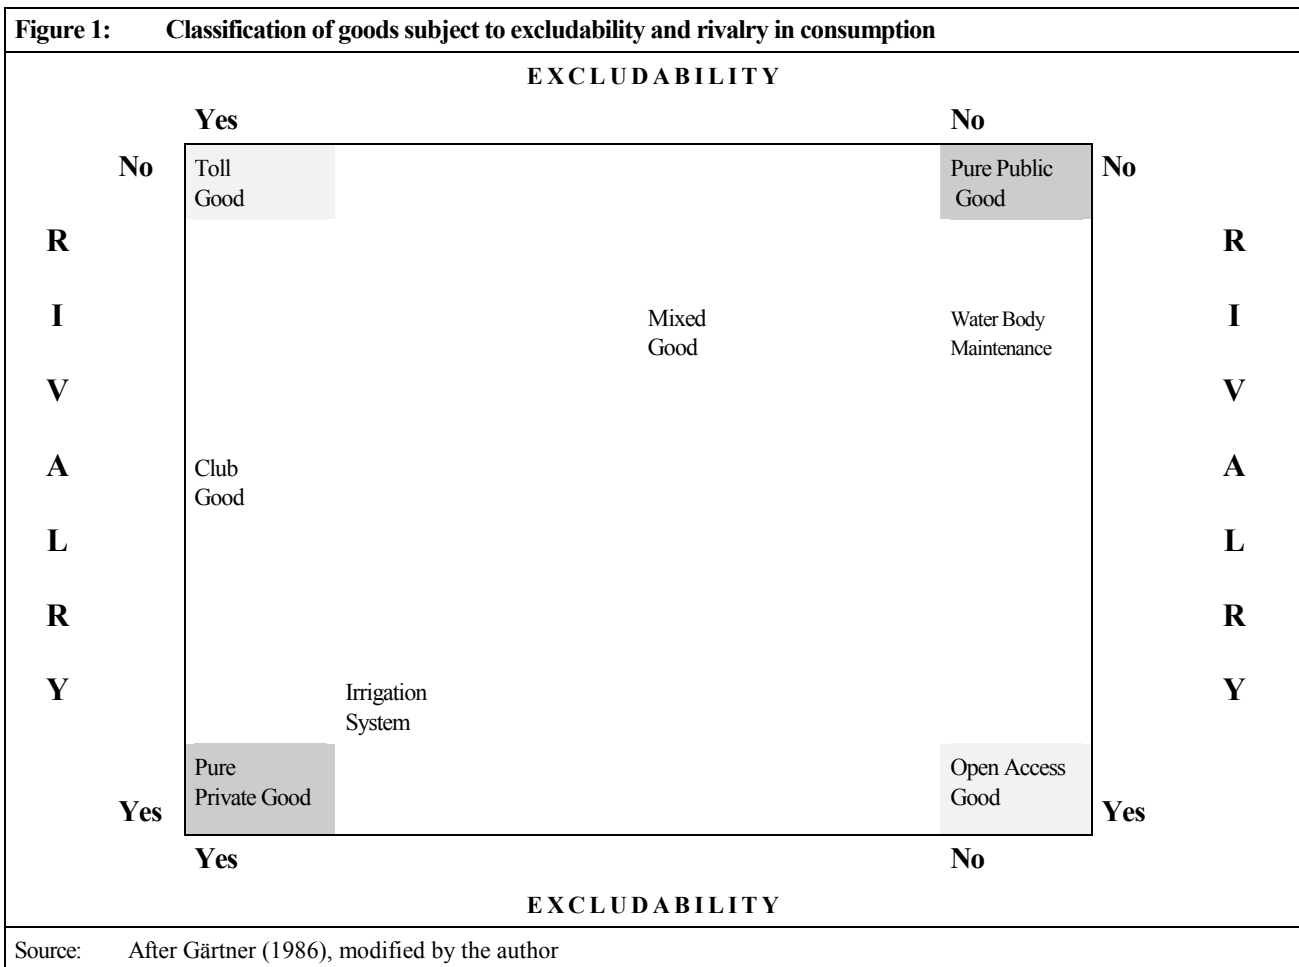 Figure 1: Classification of goods subject to excludability and rivalry in consumption
EXCLUDABILITY
Yes No
No Toll Pure Public No
Good Good
R R
I Mixed Water Body I
Good Maintenance
V V
A Club A
Good
L L
R R
Y Irrigation Y
System
Pure Open Access
Private Good Good
Yes Yes
Yes No
EXCLUDABILITY
Source: After Gärtner (1986), modified by the author